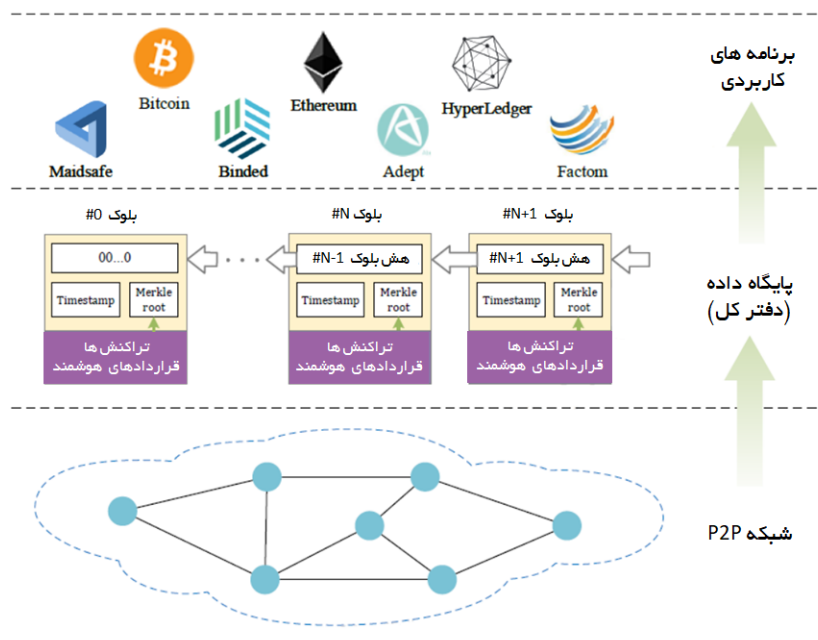 برنامه های
کاربردی
Bitcoin
Ethereum
HyperLedger
Maidsafe
Binded
Adept
Factom
بلوک 0#
بلوک N#
بلوک N+1#
00...0
هش بلوک N-1#
هش بلوک N+1#
Timestamp
Merkle
root
Timestamp
Merkle
root
Timestamp
Merkle
root
تراکنش ها
قراردادهای هوشمند
تراکنش ها
قراردادهای هوشمند
تراکنش ها
قراردادهای هوشمند
پایگاه داده
(دفتر کل)
شبکه P2P